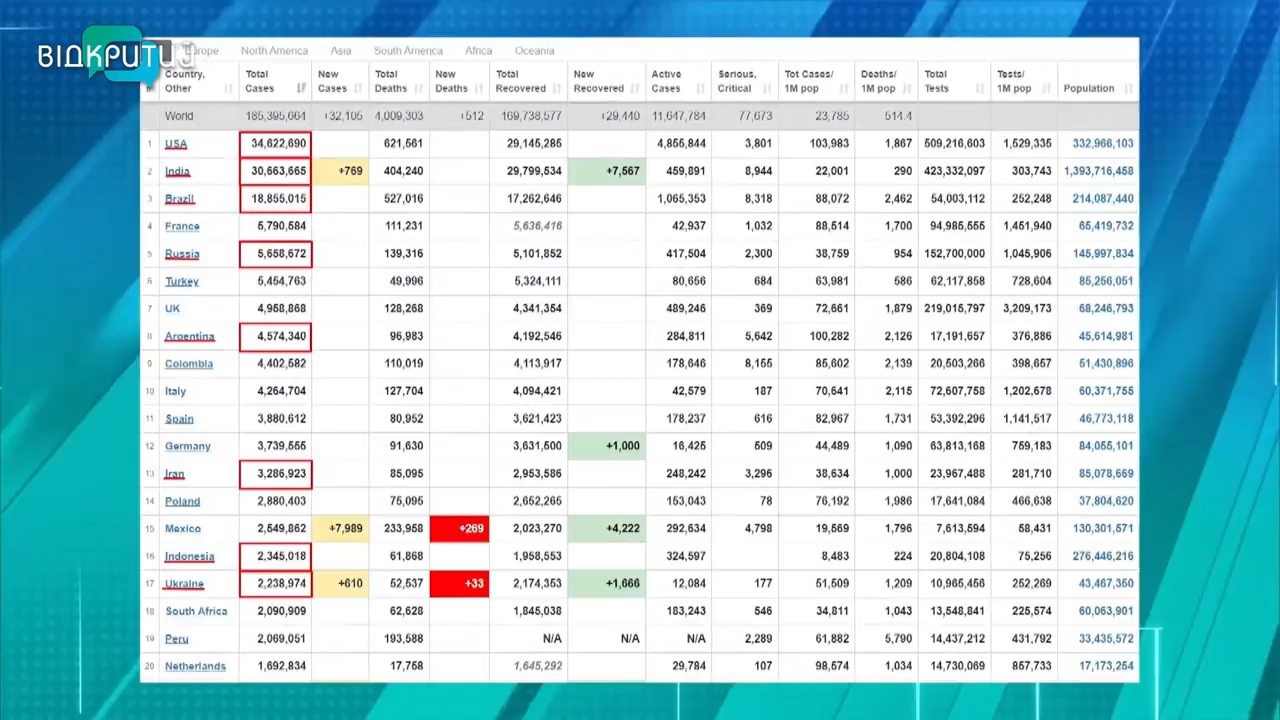 ВІДКРИТИЙ
Europe North America Asia South America Africa Oceania
# Country, Other Total Cases New Cases Total Deaths New Deaths Total Recovered New Recovered Active Cases Serious, Critical Tot Cases/ 1M pop Deaths/ 1M pop Total Tests Tests/ 1M pop Population
World 185,395,664 +32,105 4,009,303 +512 169,738,577 +29,440 11,647,784 77,673 23,785 514.4
1 USA 34,622,690 621,561 29,145,285 4,855,844 3,801 103,983 1,867 509,216,603 1,529,335 332,966,103
2 India 30,663,665 +769 404,240 29,799,534 +7,567 459,891 8,944 22,001 290 423,332,097 303,743 1,393,716,458
3 Brazil 18,855,015 527,016 17,262,646 1,065,353 8,318 88,072 2,462 54,003,112 252,248 214,087,440
4 France 5,790,584 111,231 5,636,416 42,937 1,032 88,514 1,700 94,985,555 1,451,940 65,419,732
5 Russia 5,658,672 139,316 5,101,852 417,504 2,300 38,759 954 152,700,000 1,045,906 145,997,834
6 Turkey 5,454,763 49,996 5,324,111 80,656 684 63,981 586 62,117,858 728,604 85,256,051
7 UK 4,958,868 128,268 4,341,354 489,246 369 72,661 1,879 219,015,797 3,209,173 68,246,793
8 Argentina 4,574,340 96,983 4,192,546 284,811 5,642 100,282 2,126 17,191,657 376,886 45,614,981
9 Colombia 4,402,582 110,019 4,113,917 178,646 8,155 85,602 2,139 20,503,266 398,657 51,430,896
10 Italy 4,264,704 127,704 4,094,421 42,579 187 70,641 2,115 72,607,758 1,202,678 60,371,755
11 Spain 3,880,612 80,952 3,621,423 178,237 616 82,967 1,731 53,392,296 1,141,517 46,773,118
12 Germany 3,739,555 91,630 3,631,500 +1,000 16,425 509 44,489 1,090 63,813,168 759,183 84,055,101
13 Iran 3,286,923 85,095 2,953,586 248,242 3,296 38,634 1,000 23,967,488 281,710 85,078,669
14 Poland 2,880,403 75,095 2,652,265 153,043 78 76,192 1,986 17,641,084 466,638 37,804,620
15 Mexico 2,549,862 +7,989 233,958 +269 2,023,270 +4,222 292,634 4,798 19,569 1,796 7,613,594 58,431 130,301,571
16 Indonesia 2,345,018 61,868 1,958,553 324,597 8,483 224 20,804,108 75,256 276,446,216
17 Ukraine 2,238,974 +610 52,537 +33 2,174,353 +1,666 12,084 177 51,509 1,209 10,965,456 252,269 43,467,350
18 South Africa 2,090,909 62,628 1,845,038 183,243 546 34,811 1,043 13,548,841 225,574 60,063,901
19 Peru 2,069,051 193,588 N/A N/A N/A 2,289 61,882 5,790 14,437,212 431,792 33,435,572
20 Netherlands 1,692,834 17,758 1,645,292 29,784 107 98,574 1,034 14,730,069 857,733 17,173,254